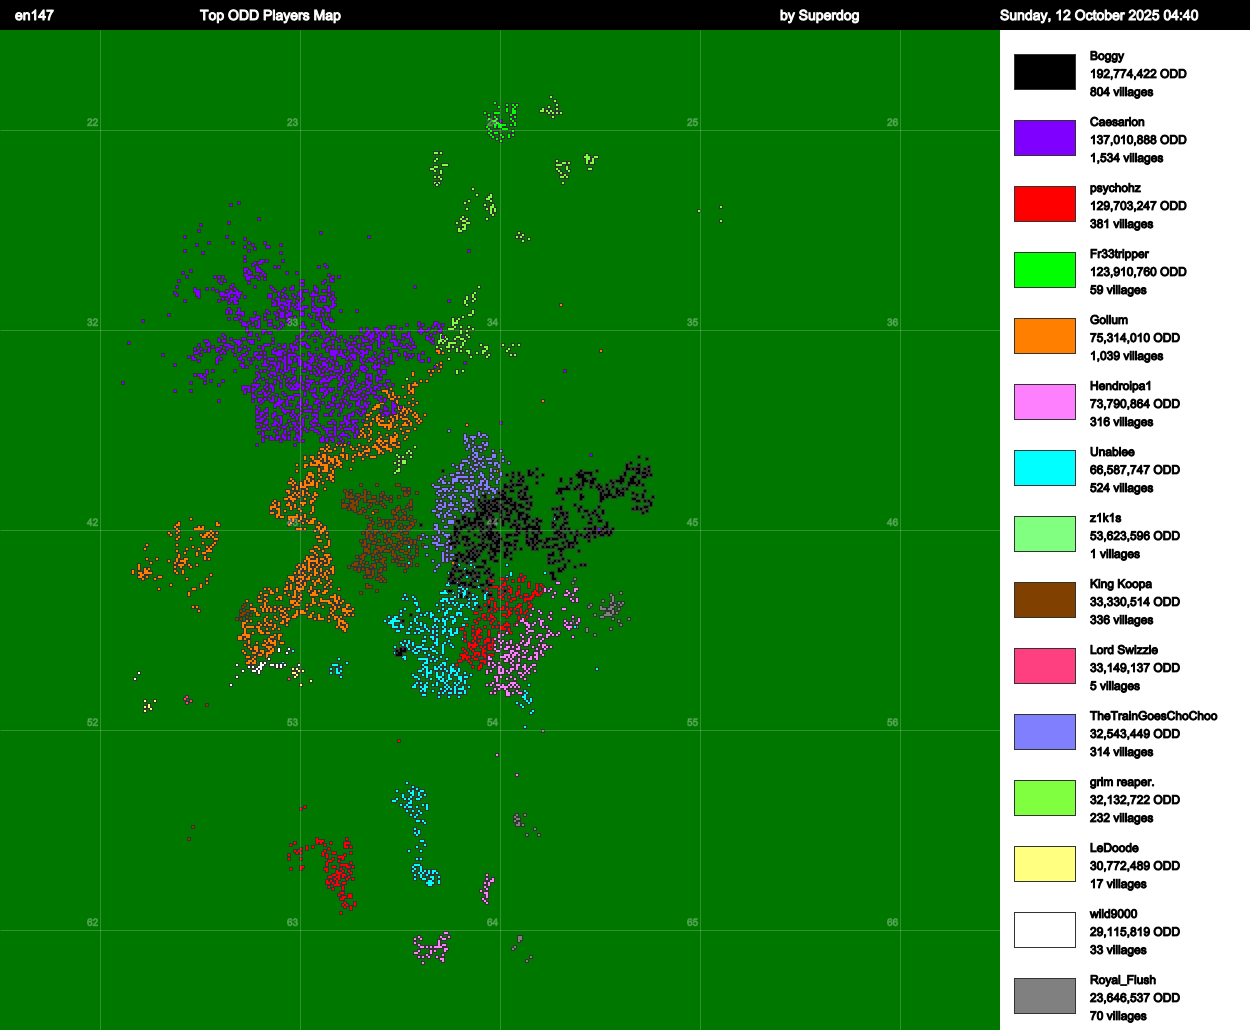 en147 Top ODD Players Map by Superdog Sunday, 12 October 2025 04:40
Boggy
192,774,422 ODD
804 villages
22 23 25 26
Caesarion
137,010,888 ODD
1,534 villages
psychohz
129,703,247 ODD
381 villages
Fr33tripper
123,910,760 ODD
59 villages
32 33 34 35 36
Gollum
75,314,010 ODD
1,039 villages
Hendroipa1
73,790,864 ODD
316 villages
Unablee
66,587,747 ODD
524 villages
42 44 45 46
z1k1s
53,623,596 ODD
1 villages
King Koopa
33,330,514 ODD
336 villages
Lord Swizzle
33,149,137 ODD
5 villages
52 53 54 55 56
TheTrainGoesChoChoo
32,543,449 ODD
314 villages
grim reaper.
32,132,722 ODD
232 villages
LeDoode
30,772,489 ODD
17 villages
62 63 64 65 66
wild9000
29,115,819 ODD
33 villages
Royal_Flush
23,646,537 ODD
70 villages